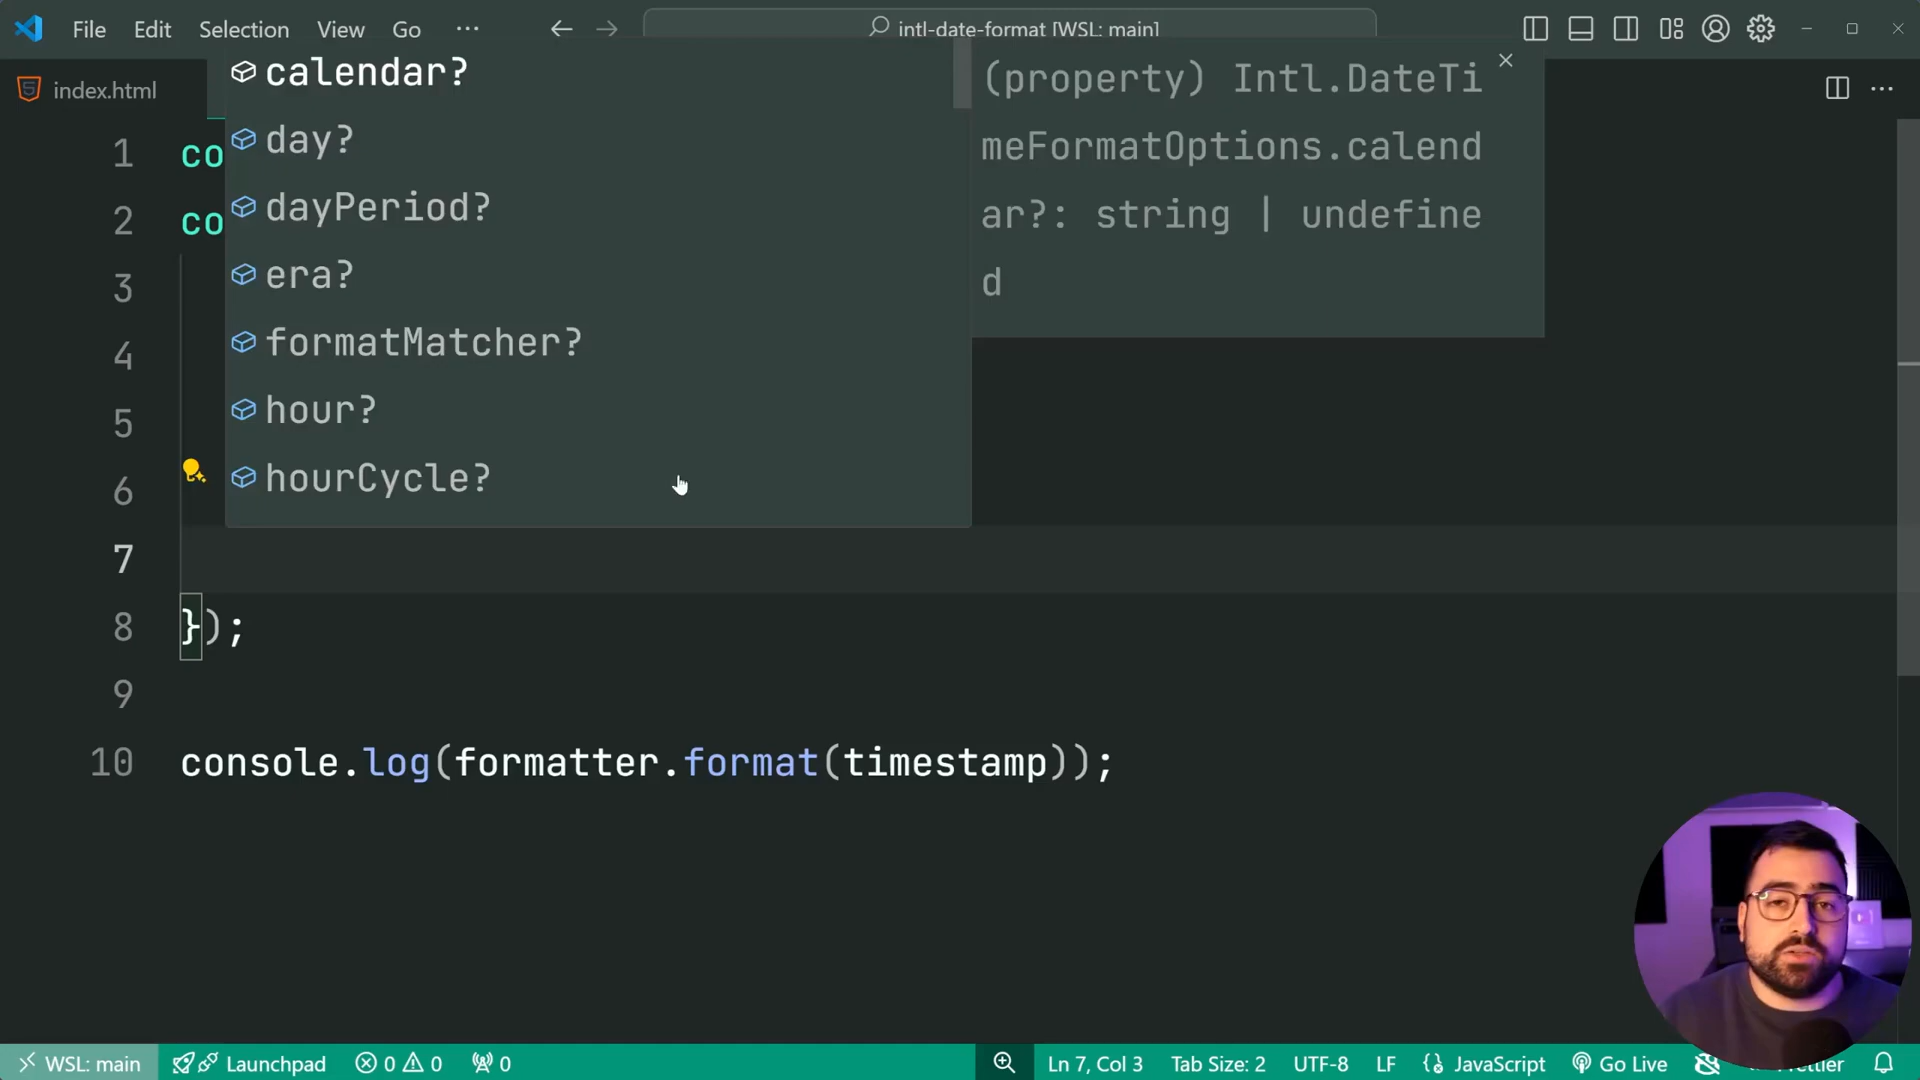 File Edit Selection View Go ... intl-date-format [WSL: main]
index.html
calendar?
day?
dayPeriod?
era?
formatMatcher?
hour?
hourCycle?
(property) Intl.DateTi
meFormatOptions.calend
ar?: string | undefine
d
1 co
2 co
3
4
5
6
7
8 });
9
10 console.log(formatter.format(timestamp));
WSL: main Launchpad 0 0 0 Ln 7, Col 3 Tab Size: 2 UTF-8 LF {} JavaScript Go Live